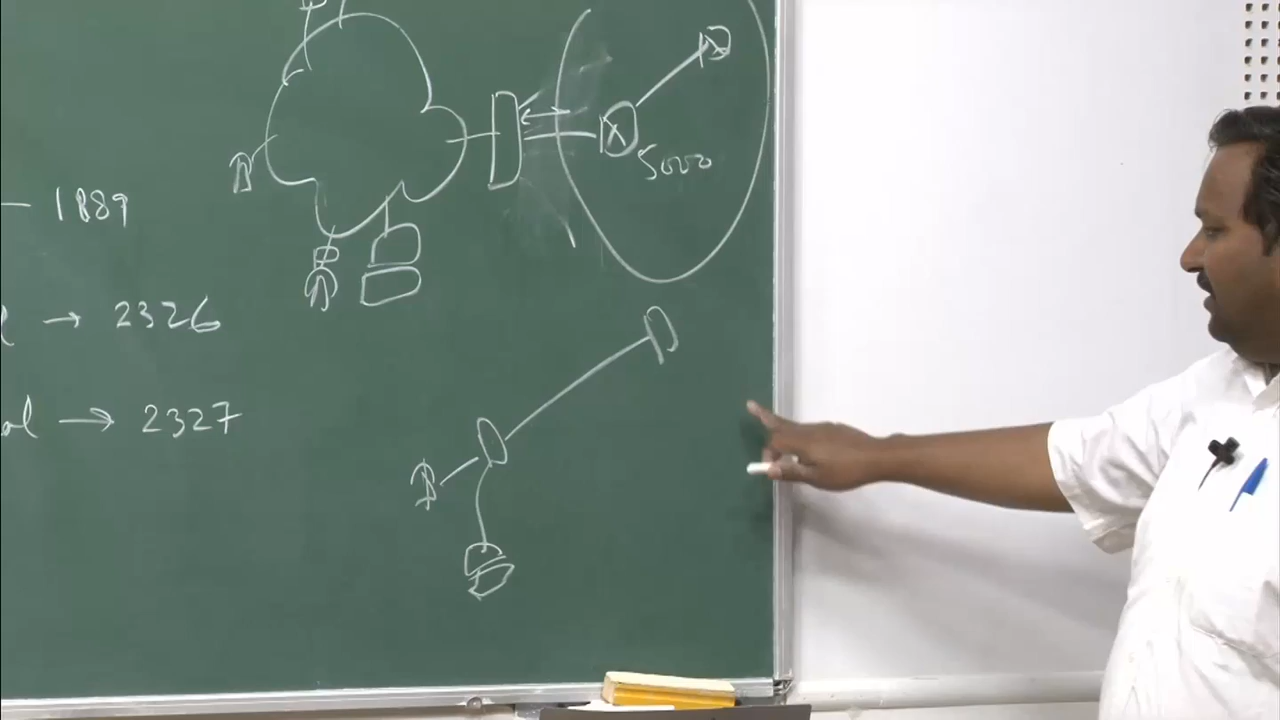 5000
— 1889
→ 2326
→ 2327